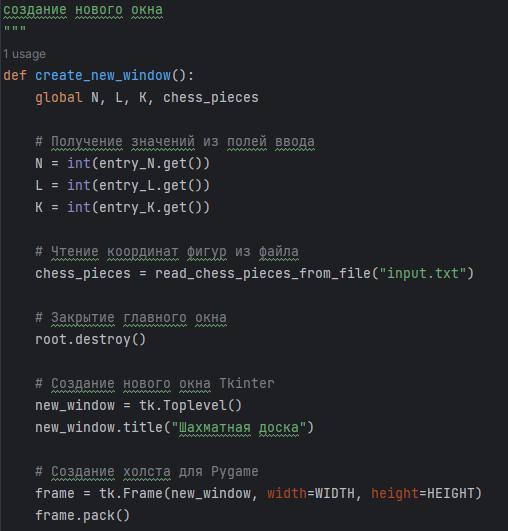 создание нового окна
"""
1 usage
def create_new_window():
    global N, L, K, chess_pieces

    # Получение значений из полей ввода
    N = int(entry_N.get())
    L = int(entry_L.get())
    K = int(entry_K.get())

    # Чтение координат фигур из файла
    chess_pieces = read_chess_pieces_from_file("input.txt")

    # Закрытие главного окна
    root.destroy()

    # Создание нового окна Tkinter
    new_window = tk.Toplevel()
    new_window.title("Шахматная доска")

    # Создание холста для Pygame
    frame = tk.Frame(new_window, width=WIDTH, height=HEIGHT)
    frame.pack()